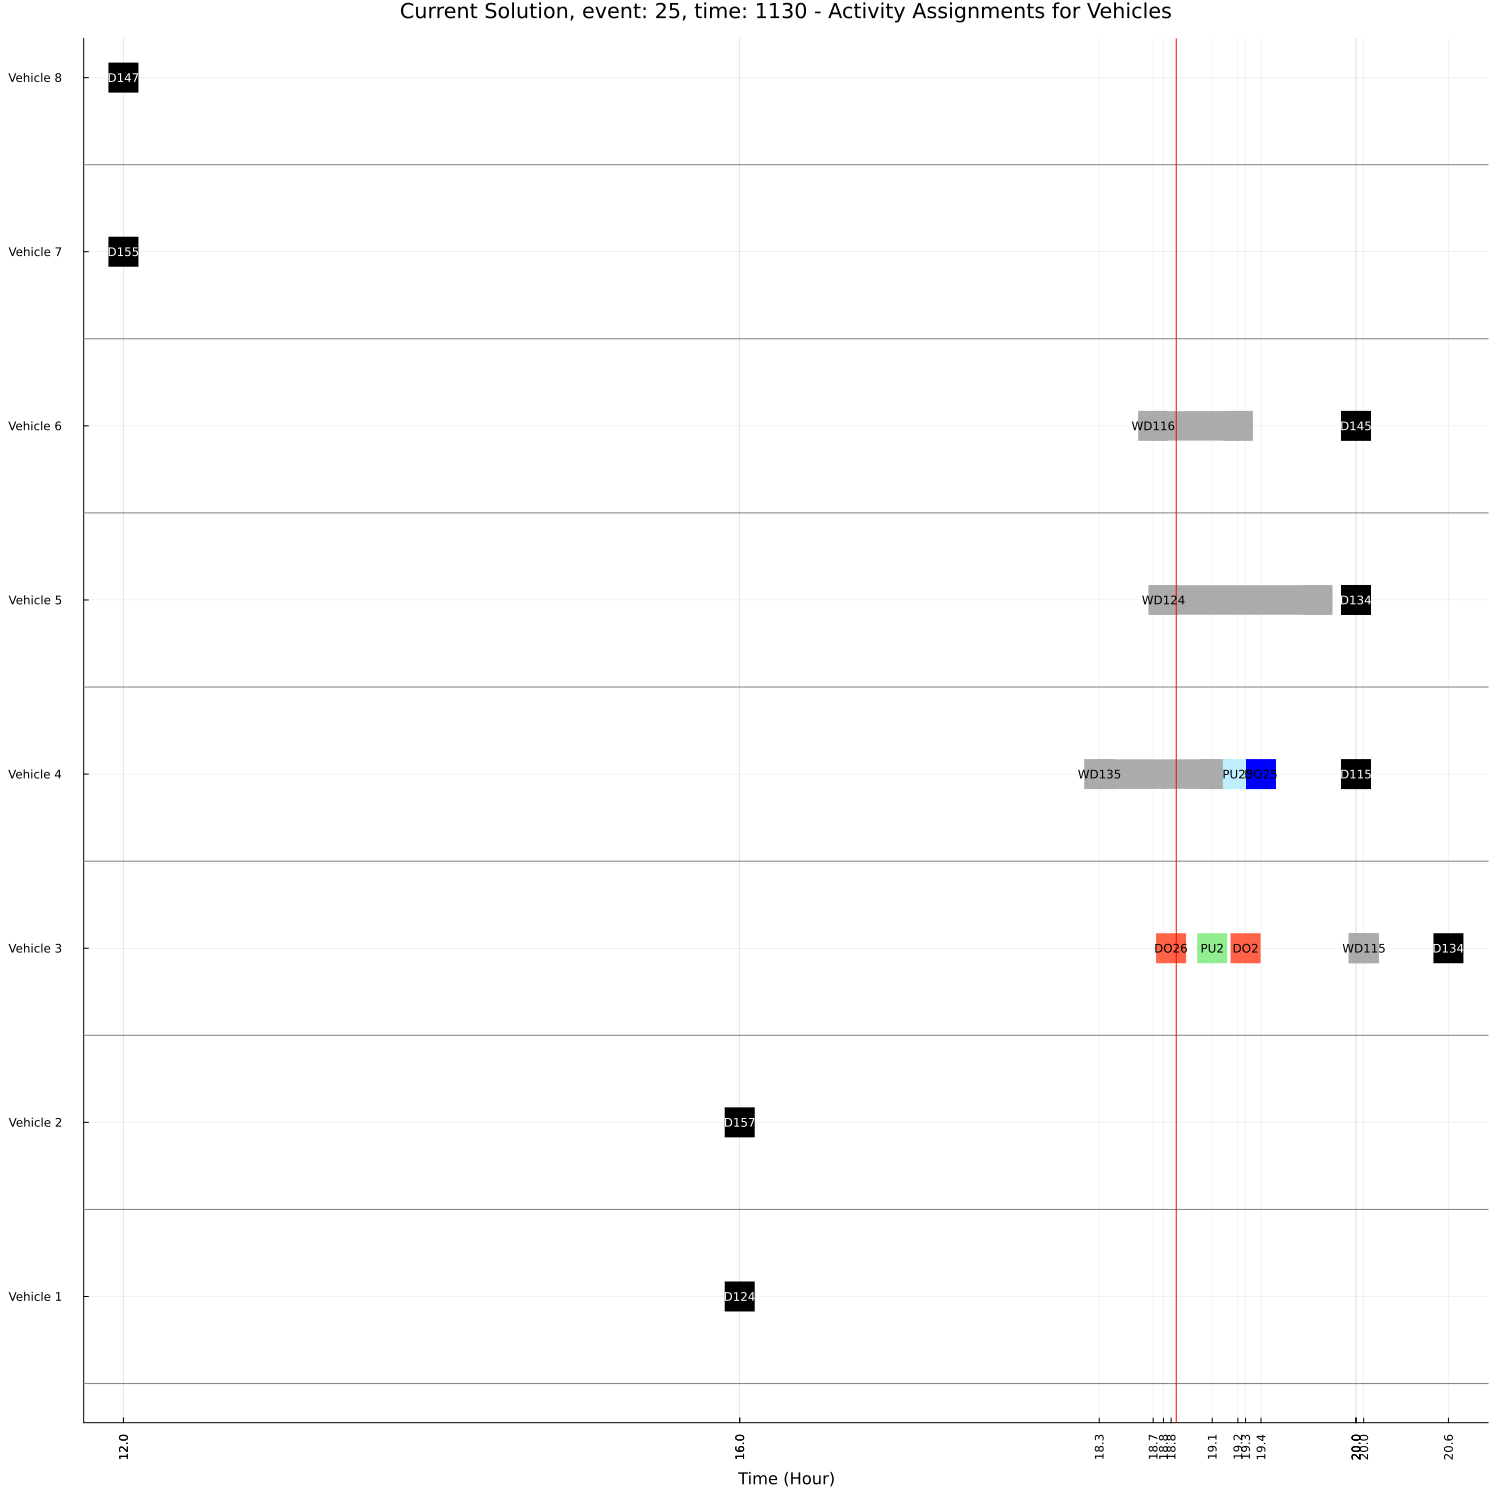 Current Solution, event: 25, time: 1130 - Activity Assignments for Vehicles
Vehicle 8
D147
Vehicle 7
D155
Vehicle 6
WD116
D145
Vehicle 5
WD124
D134
Vehicle 4
WD135
PU2
DO25
D115
Vehicle 3
DO26
PU2
DO2
WD115
D134
Vehicle 2
D157
Vehicle 1
D124
12.0
16.0
18.3
18.7
18.8
18.8
19.1
19.2
19.3
19.4
20.0
20.0
20.6
Time (Hour)